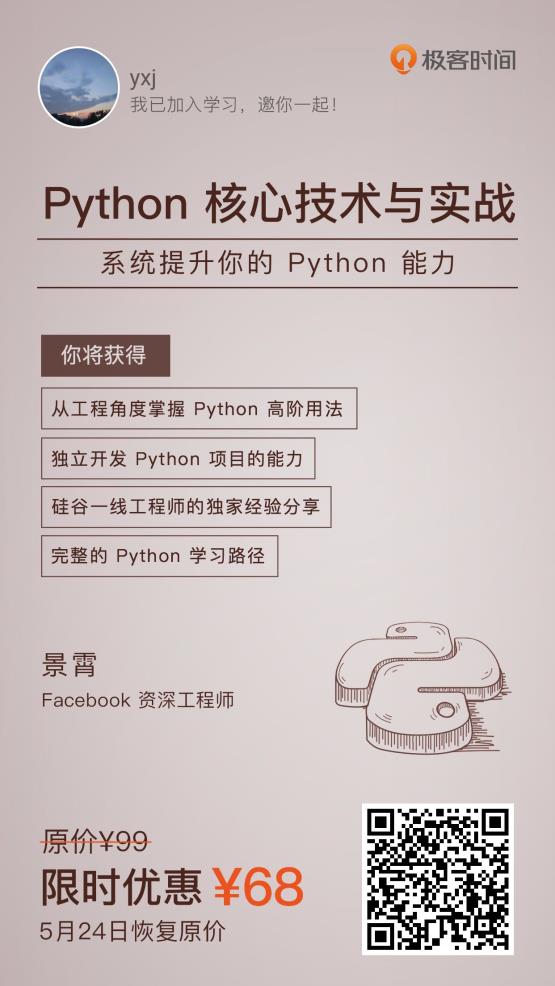 极客时间
yxj
我已加入学习，邀你一起！
Python 核心技术与实战
系统提升你的 Python 能力
你将获得
从工程角度掌握 Python 高阶用法
独立开发 Python 项目的能力
硅谷一线工程师的独家经验分享
完整的 Python 学习路径
景霄
Facebook 资深工程师
原价¥99
限时优惠 ¥68
5月24日恢复原价